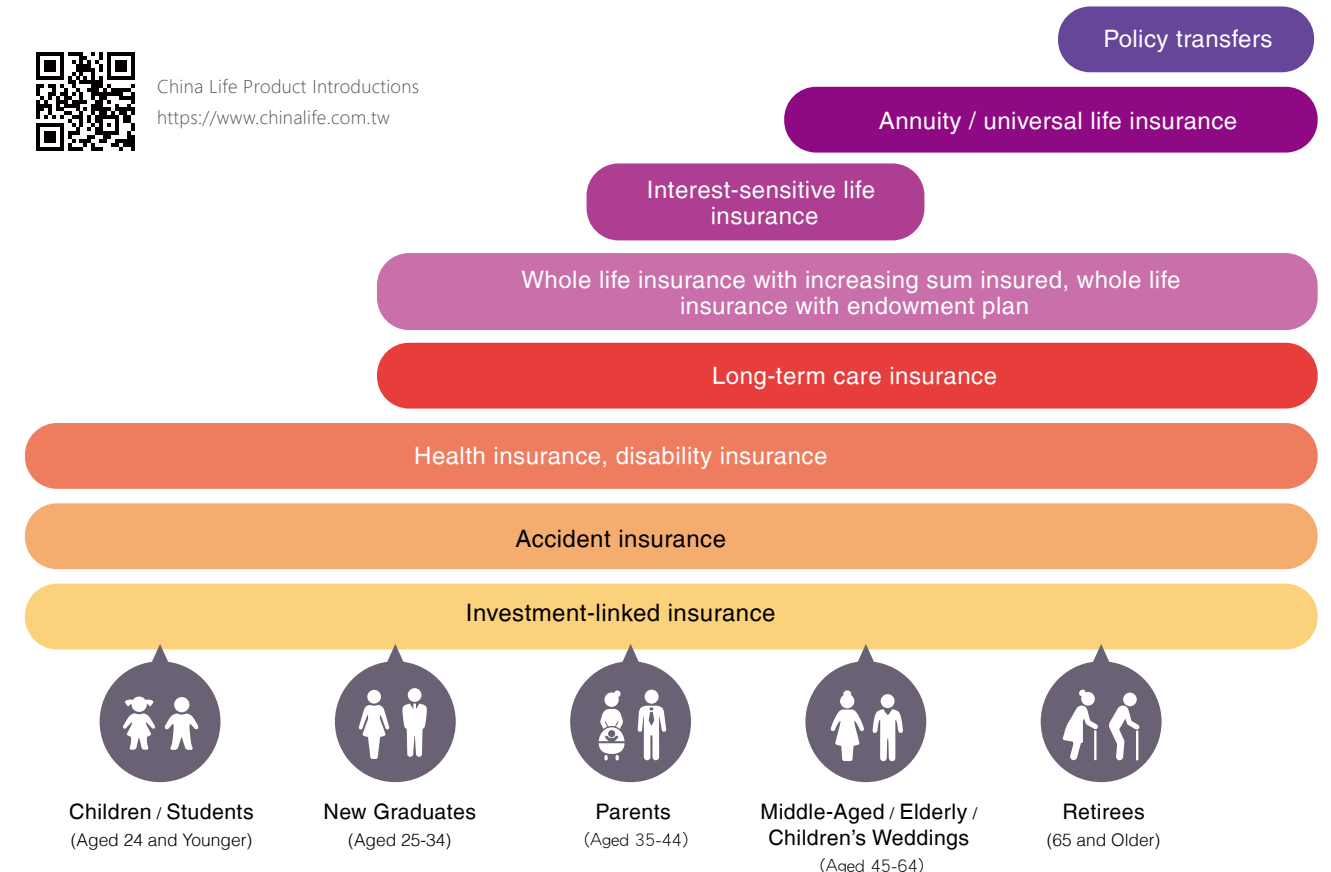 China Life Product Introductions
https://www.chinalife.com.tw
Policy transfers
Annuity / universal life insurance
Interest-sensitive life
insurance
Whole life insurance with increasing sum insured, whole life
insurance with endowment plan
Long-term care insurance
Health insurance, disability insurance
Accident insurance
Investment-linked insurance
Children / Students
(Aged 24 and Younger)
New Graduates
(Aged 25-34)
Parents
(Aged 35-44)
Middle-Aged / Elderly /
Children’s Weddings
(Aged 45-64)
Retirees
(65 and Older)